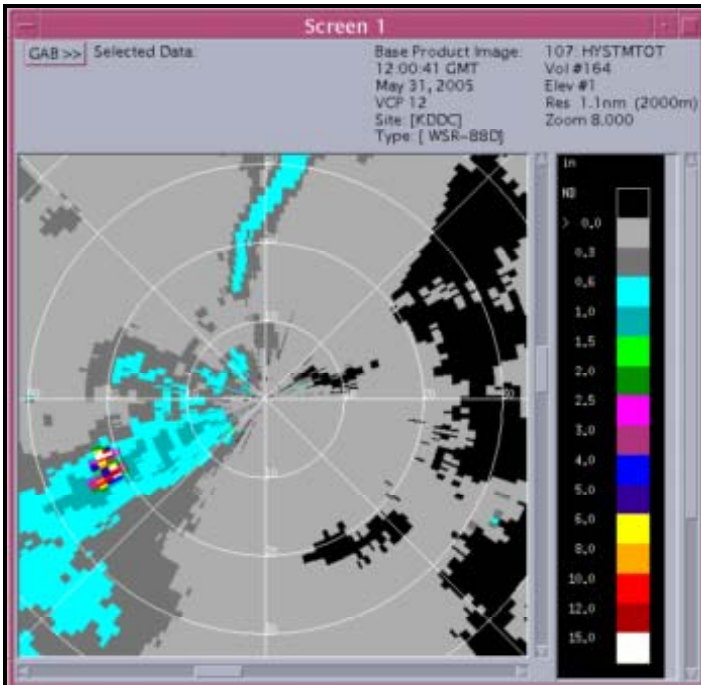 Screen 1
GAB >> Selected Data:
Base Product Image:
12:00:41 GMT
May 31, 2005
VCP 12
Site: [KDDC]
Type: [ WSR-88D]
107: HYSTMTOT
Vol #164
Elev #1
Res 1.1nm (2000m)
Zoom 8.000
in
ND
> 0.0
0.3
0.6
1.0
1.5
2.0
2.5
3.0
4.0
5.0
6.0
8.0
10.0
12.0
15.0